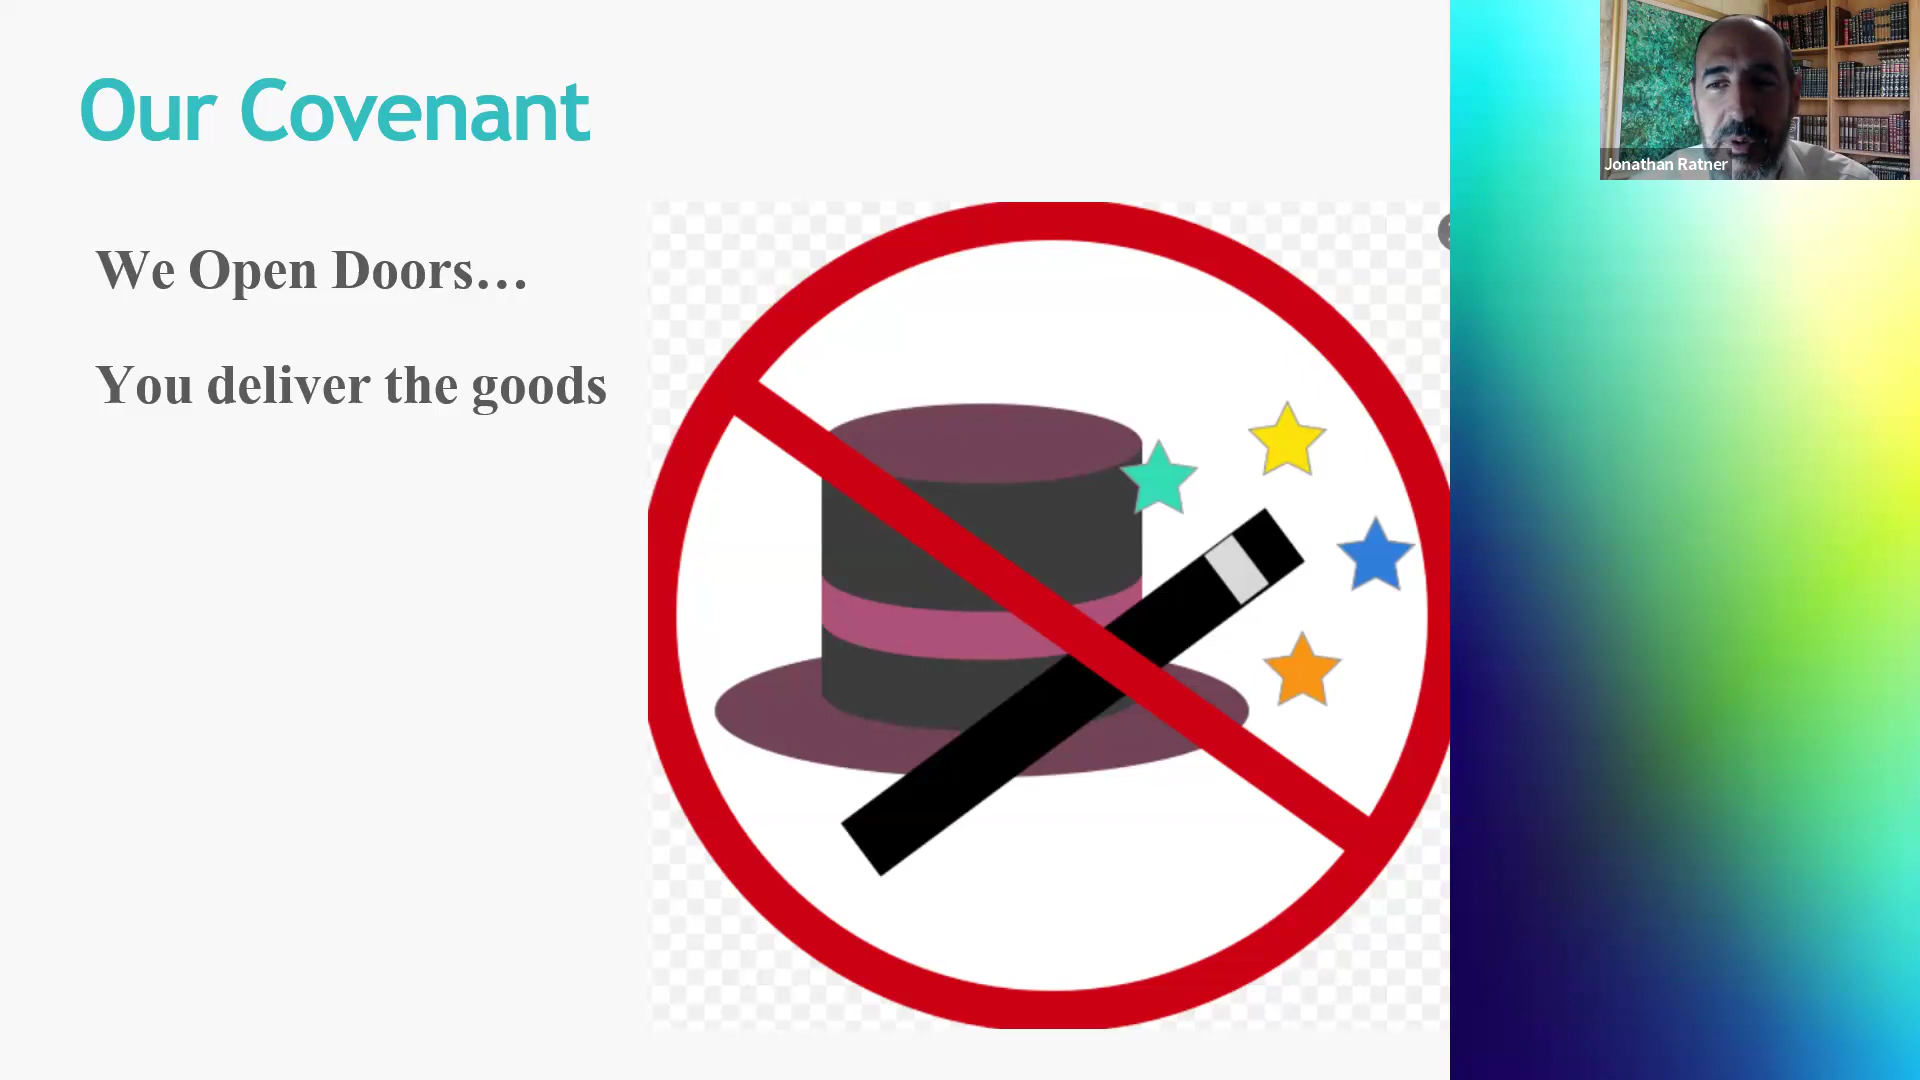 Our Covenant
We Open Doors…
You deliver the goods
Jonathan Ratner